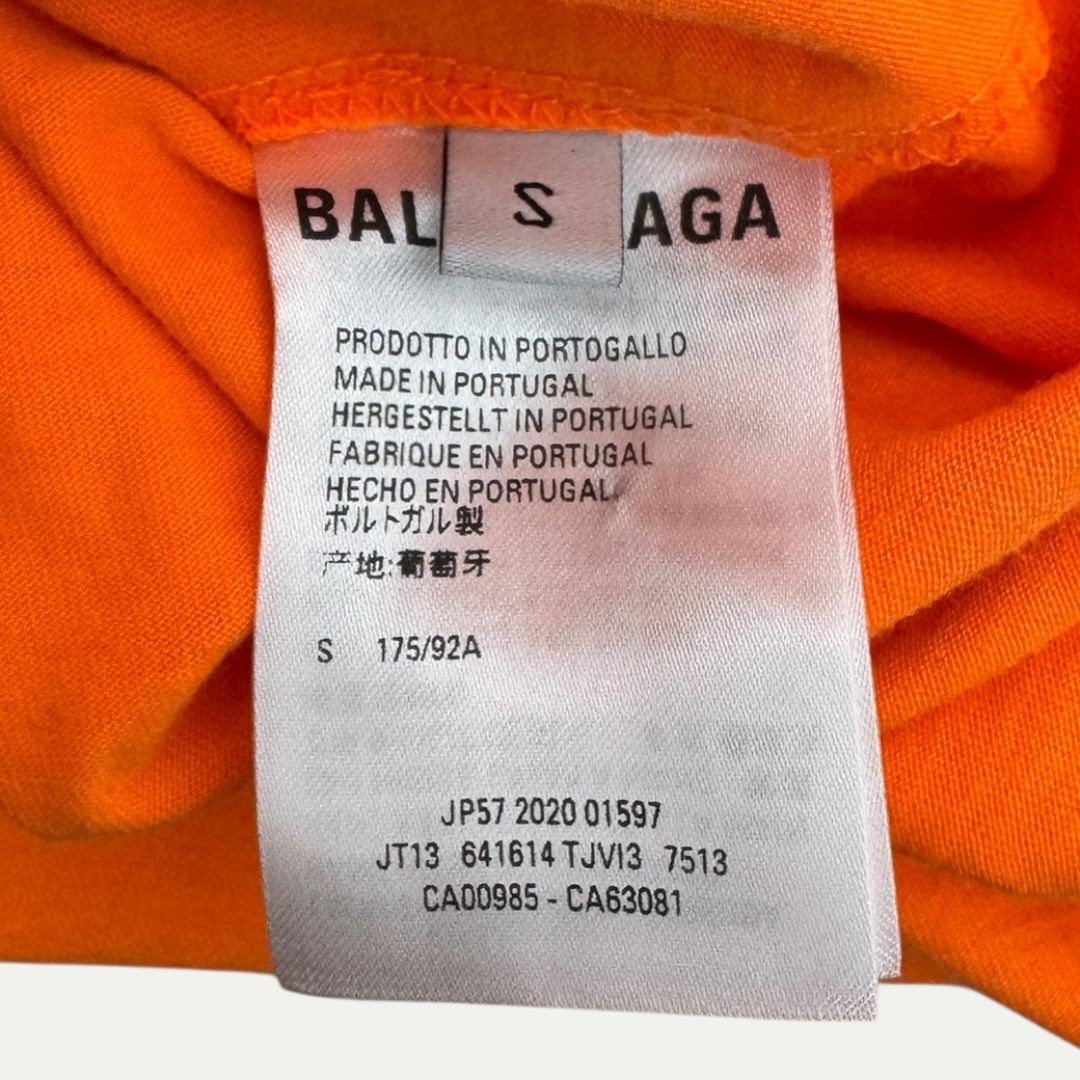 BAL S AGA
PRODOTTO IN PORTOGALLO
MADE IN PORTUGAL
HERGESTELLT IN PORTUGAL
FABRIQUE EN PORTUGAL
HECHO EN PORTUGAL
ポルトガル製
产地:葡萄牙
S 175/92A
JP57 2020 01597
JT13 641614 TJVI3 7513
CA00985 - CA63081